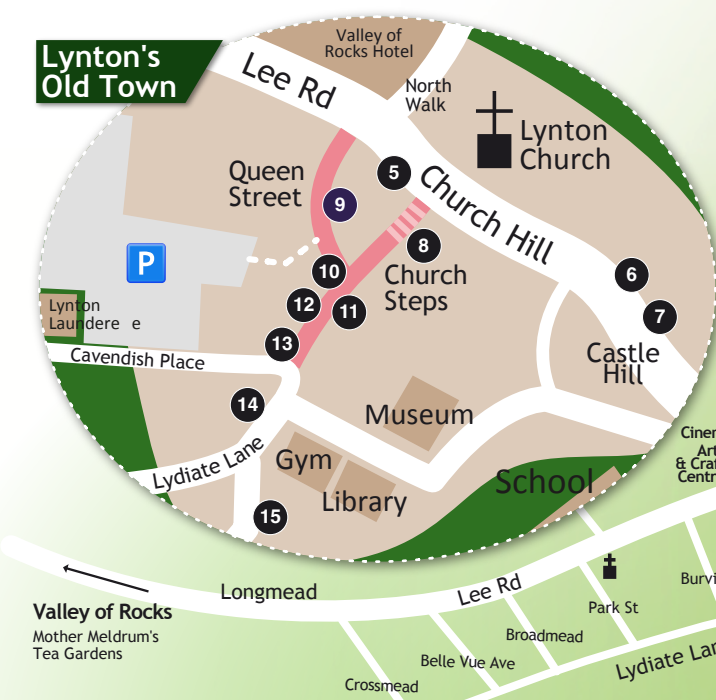 Lynton's
Old Town
Valley of
Rocks Hotel
Lee Rd
North
Walk
Lynton
Church
Queen
Street
5
Church Hill
9
8
P
10
Church
Steps
6
12
11
7
Lynton
Laundere e
13
Cavendish Place
Castle
Hill
14
Museum
Lydiate Lane
Gym
Library
School
15
Longmead
Lee Rd
Valley of Rocks
Mother Meldrum's
Tea Gardens
Park St
Broadmead
Belle Vue Ave
Crossmead
Art